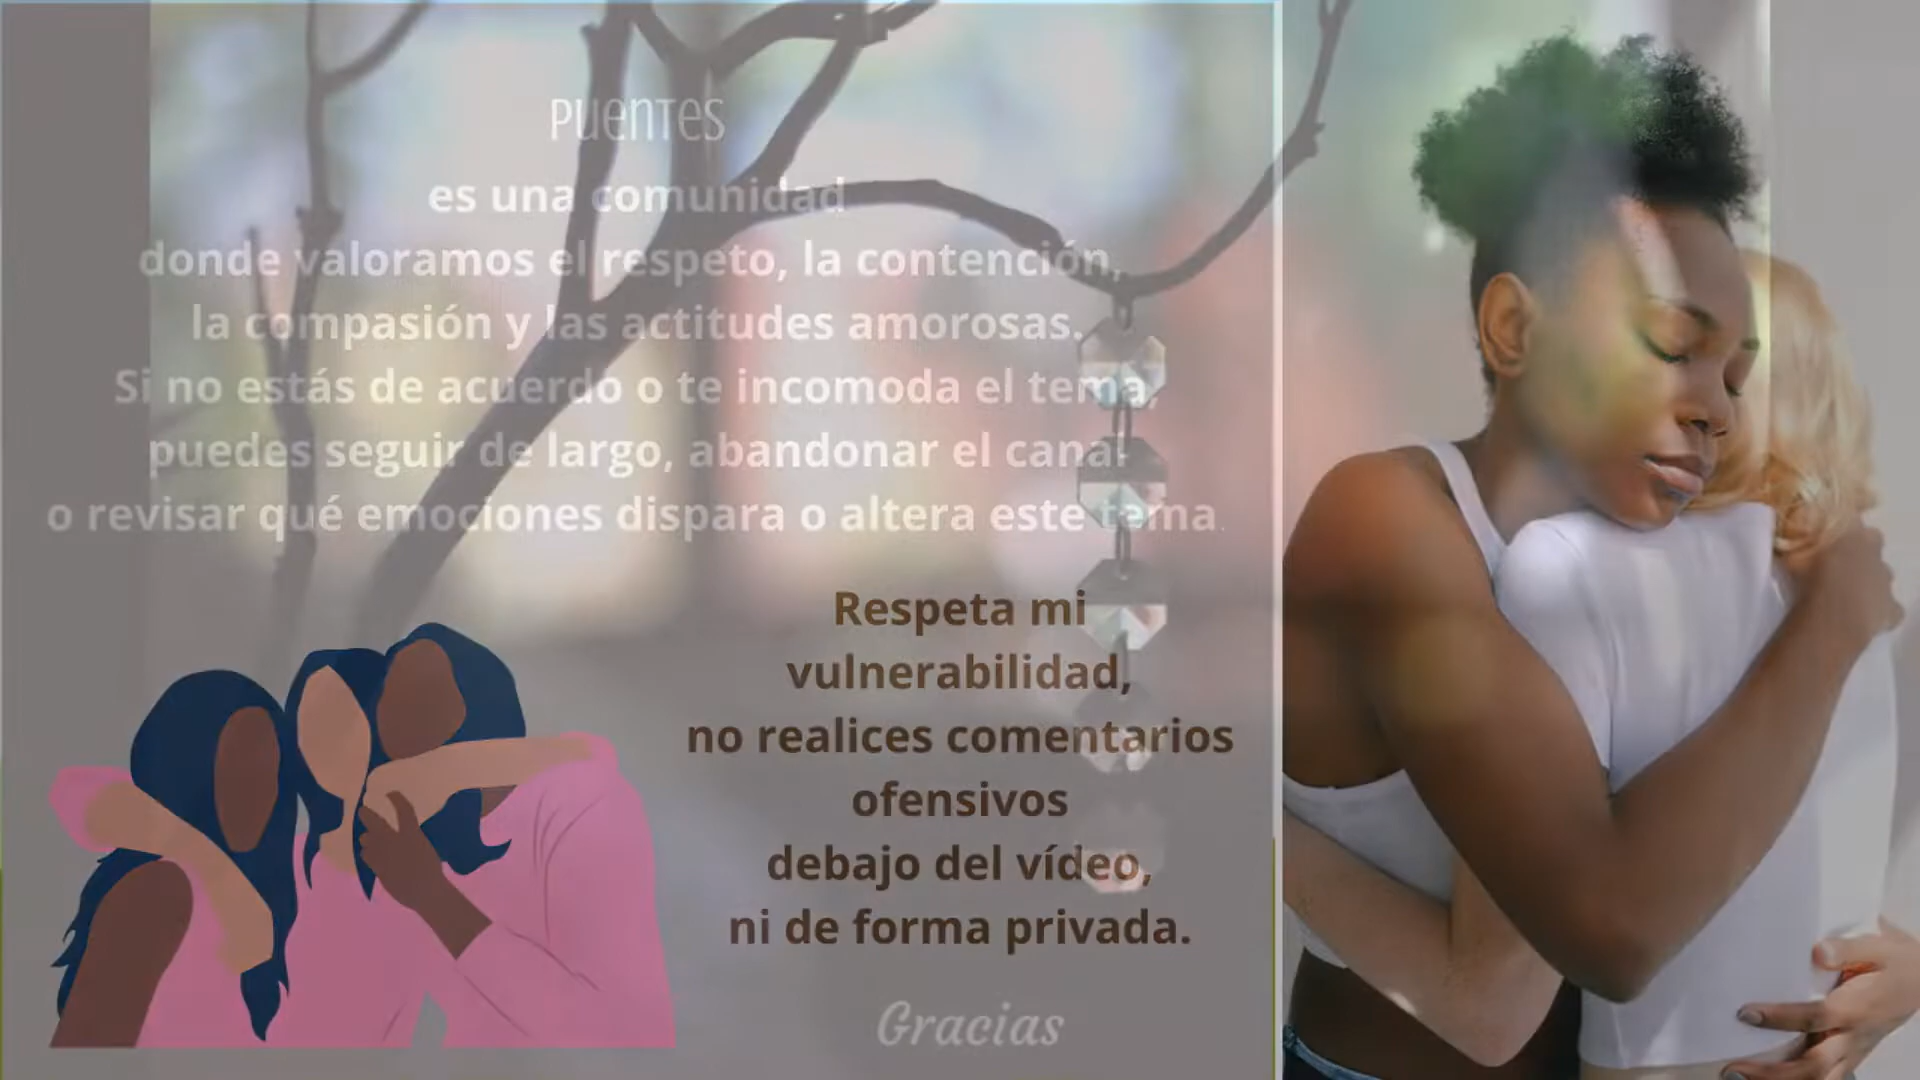 PUENTES
es una comunidad
donde valoramos el respeto, la contención,
la compasión y las actitudes amorosas.
Si no estás de acuerdo o te incomoda el tema,
puedes seguir de largo, abandonar el canal
o revisar qué emociones dispara o altera este tema.
Respeta mi
vulnerabilidad,
no realices comentarios
ofensivos
debajo del vídeo,
ni de forma privada.
Gracias